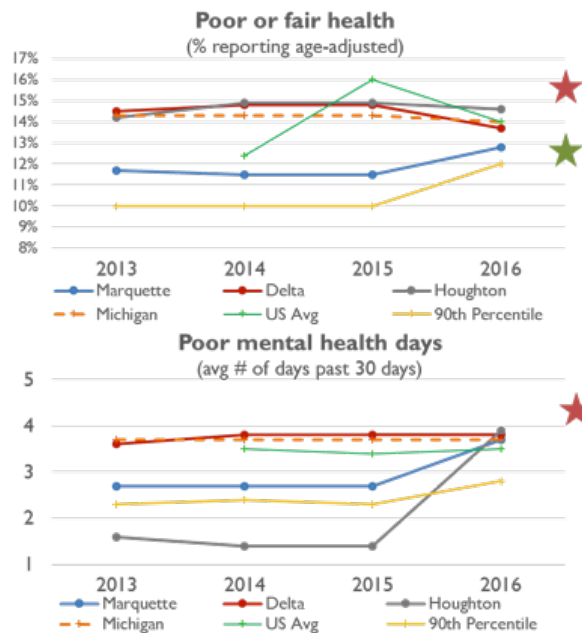 Poor or fair health
(% reporting age-adjusted)
17%
16%
15%
14%
13%
12%
11%
10%
9%
8%
2013 2014 2015 2016
Marquette Delta Houghton
Michigan US Avg 90th Percentile
Poor mental health days
(avg # of days past 30 days)
5
4
3
2
1
2013 2014 2015 2016
Marquette Delta Houghton
Michigan US Avg 90th Percentile